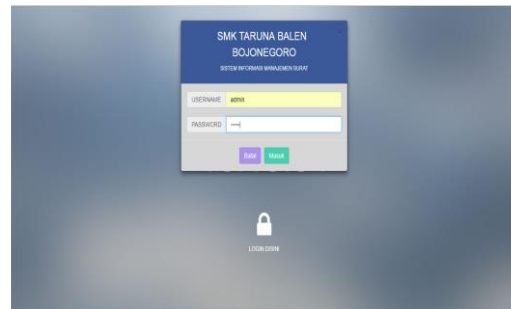 SMK TARUNA BALEN
BOJONEGORO
SISTEM INFORMASI MANAJEMEN SURAT
USERNAME admin
PASSWORD
Batal Masuk
LOGIN DISINI